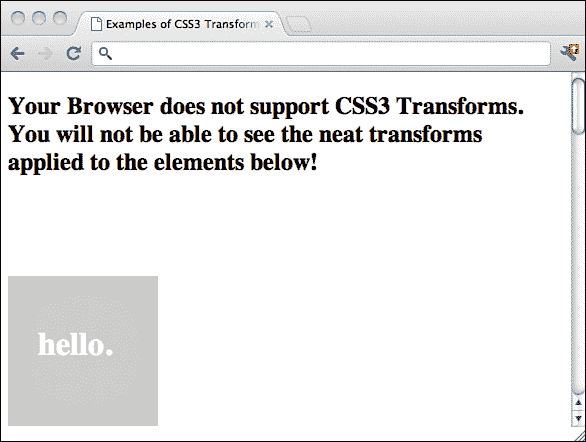 Examples of CSS3 Transform
Your Browser does not support CSS3 Transforms.
You will not be able to see the neat transforms
applied to the elements below!
hello.